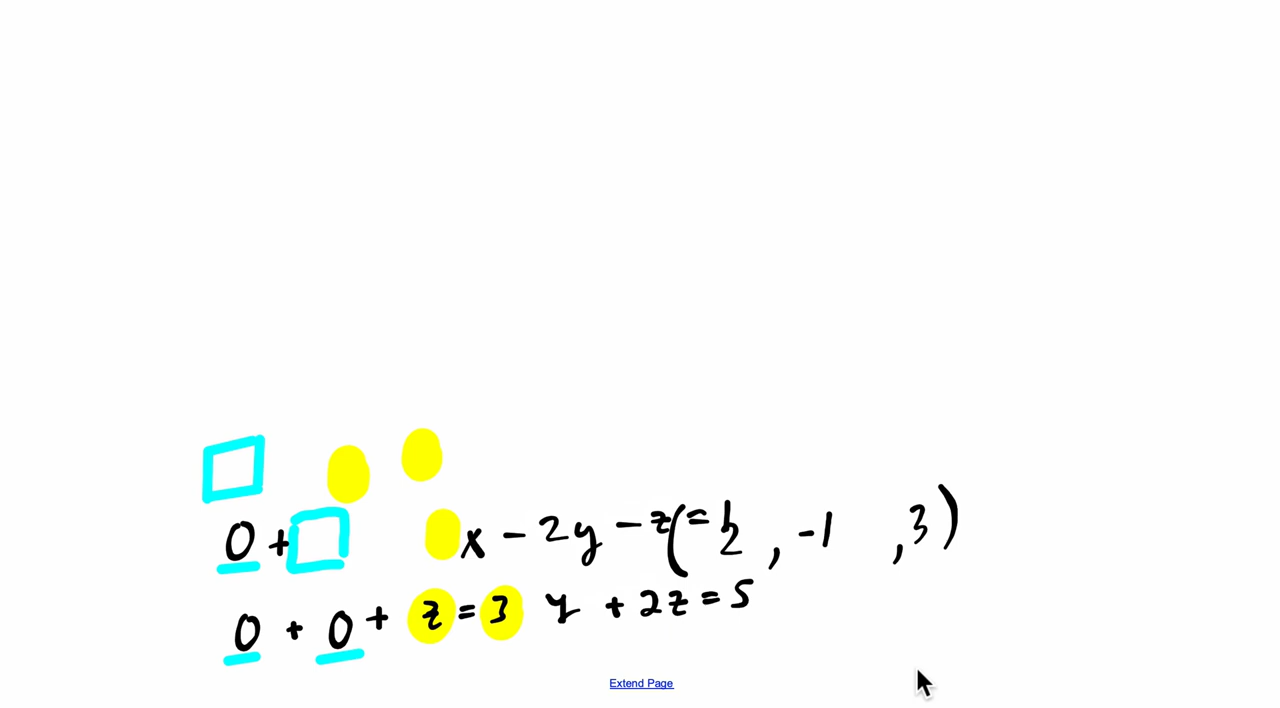 0 + x - 2y - z = 1 (2, -1, 3)
0 + 0 + z = 3 y + 2z = 5
Extend Page